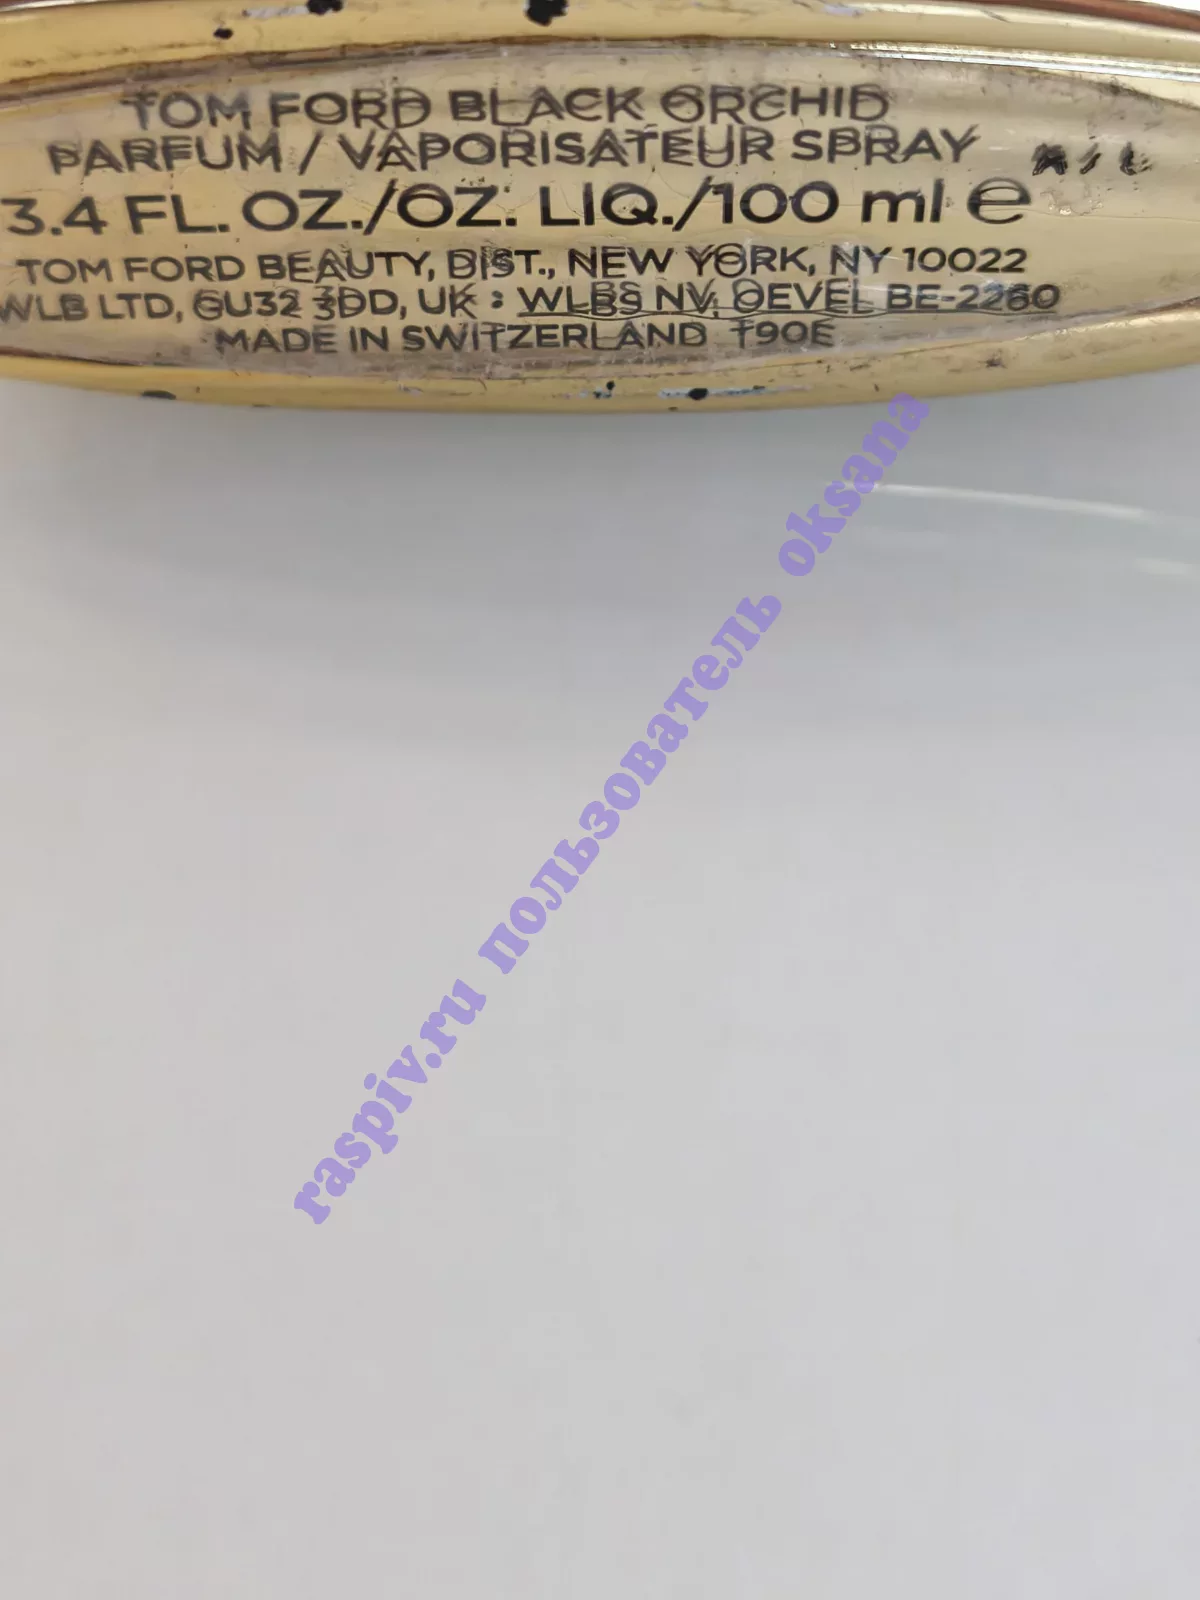 TOM FORD BLACK ORCHID
PARFUM / VAPORISATEUR SPRAY
3.4 FL. OZ./OZ. LIQ./100 ml e
TOM FORD BEAUTY, DIST., NEW YORK, NY 10022
WLB LTD, GU32 3DD, UK : WLBS NV, OEVEL BE-2260
MADE IN SWITZERLAND T90E
raspiv.ru пользователь oksana